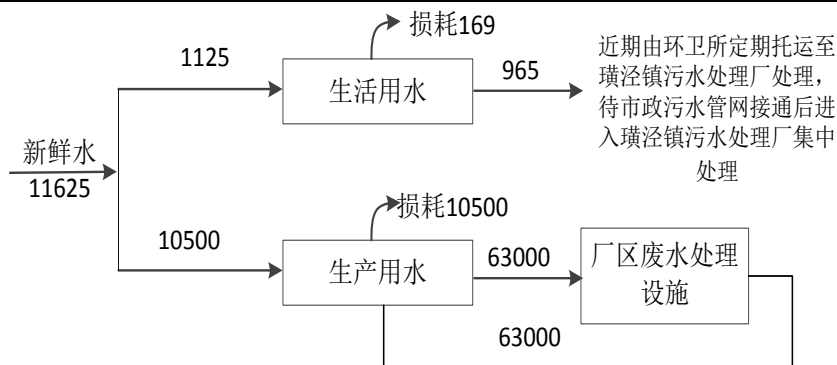 损耗169
1125
生活用水
965
近期由环卫所定期托运至
璜泾镇污水处理厂处理,
待市政污水管网接通后进
入璜泾镇污水处理厂集中
处理
新鲜水
11625
损耗10500
10500
生产用水
63000
厂区废水处理
设施
63000